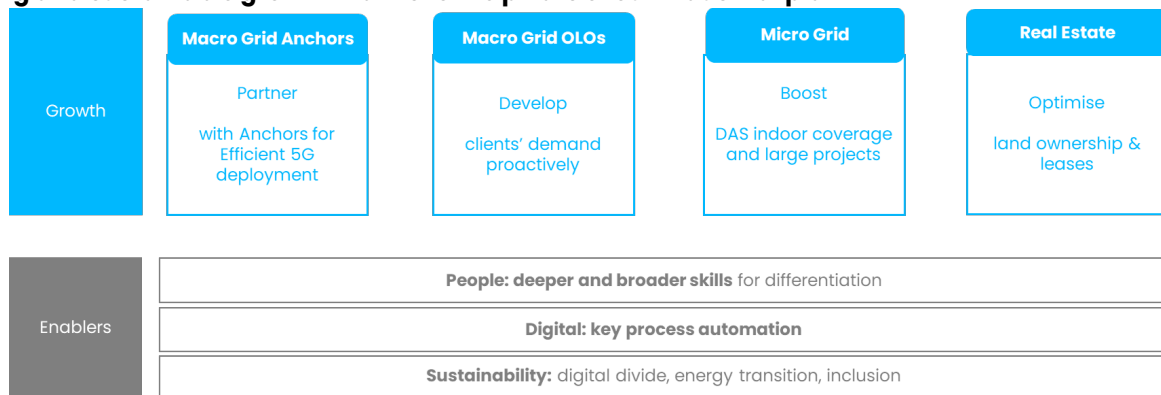 Growth
Macro Grid Anchors
Partner
with Anchors for
Efficient 5G
deployment
Macro Grid OLOs
Develop
clients’ demand
proactively
Micro Grid
Boost
DAS indoor coverage
and large projects
Real Estate
Optimise
land ownership &
leases
Enablers
People: deeper and broader skills for differentiation
Digital: key process automation
Sustainability: digital divide, energy transition, inclusion